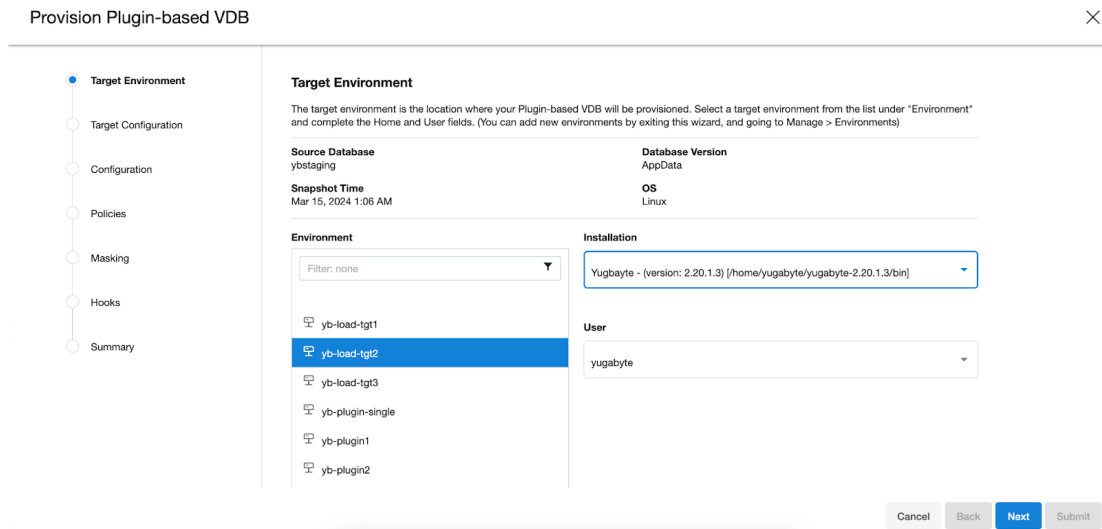 Provision Plugin-based VDB
Target Environment
Target Configuration
Configuration
Policies
Masking
Hooks
Summary
Target Environment
The target environment is the location where your Plugin-based VDB will be provisioned. Select a target environment from the list under "Environment"
and complete the Home and User fields. (You can add new environments by exiting this wizard, and going to Manage > Environments)
Source Database
ybstaging
Database Version
AppData
Snapshot Time
Mar 15, 2024 1:06 AM
OS
Linux
Environment
Filter: none
yb-load-tgt1
yb-load-tgt2
yb-load-tgt3
yb-plugin-single
yb-plugin1
yb-plugin2
Installation
Yugbayte - (version: 2.20.1.3) [/home/yugabyte/yugabyte-2.20.1.3/bin]
User
yugabyte
Cancel
Back
Next
Submit